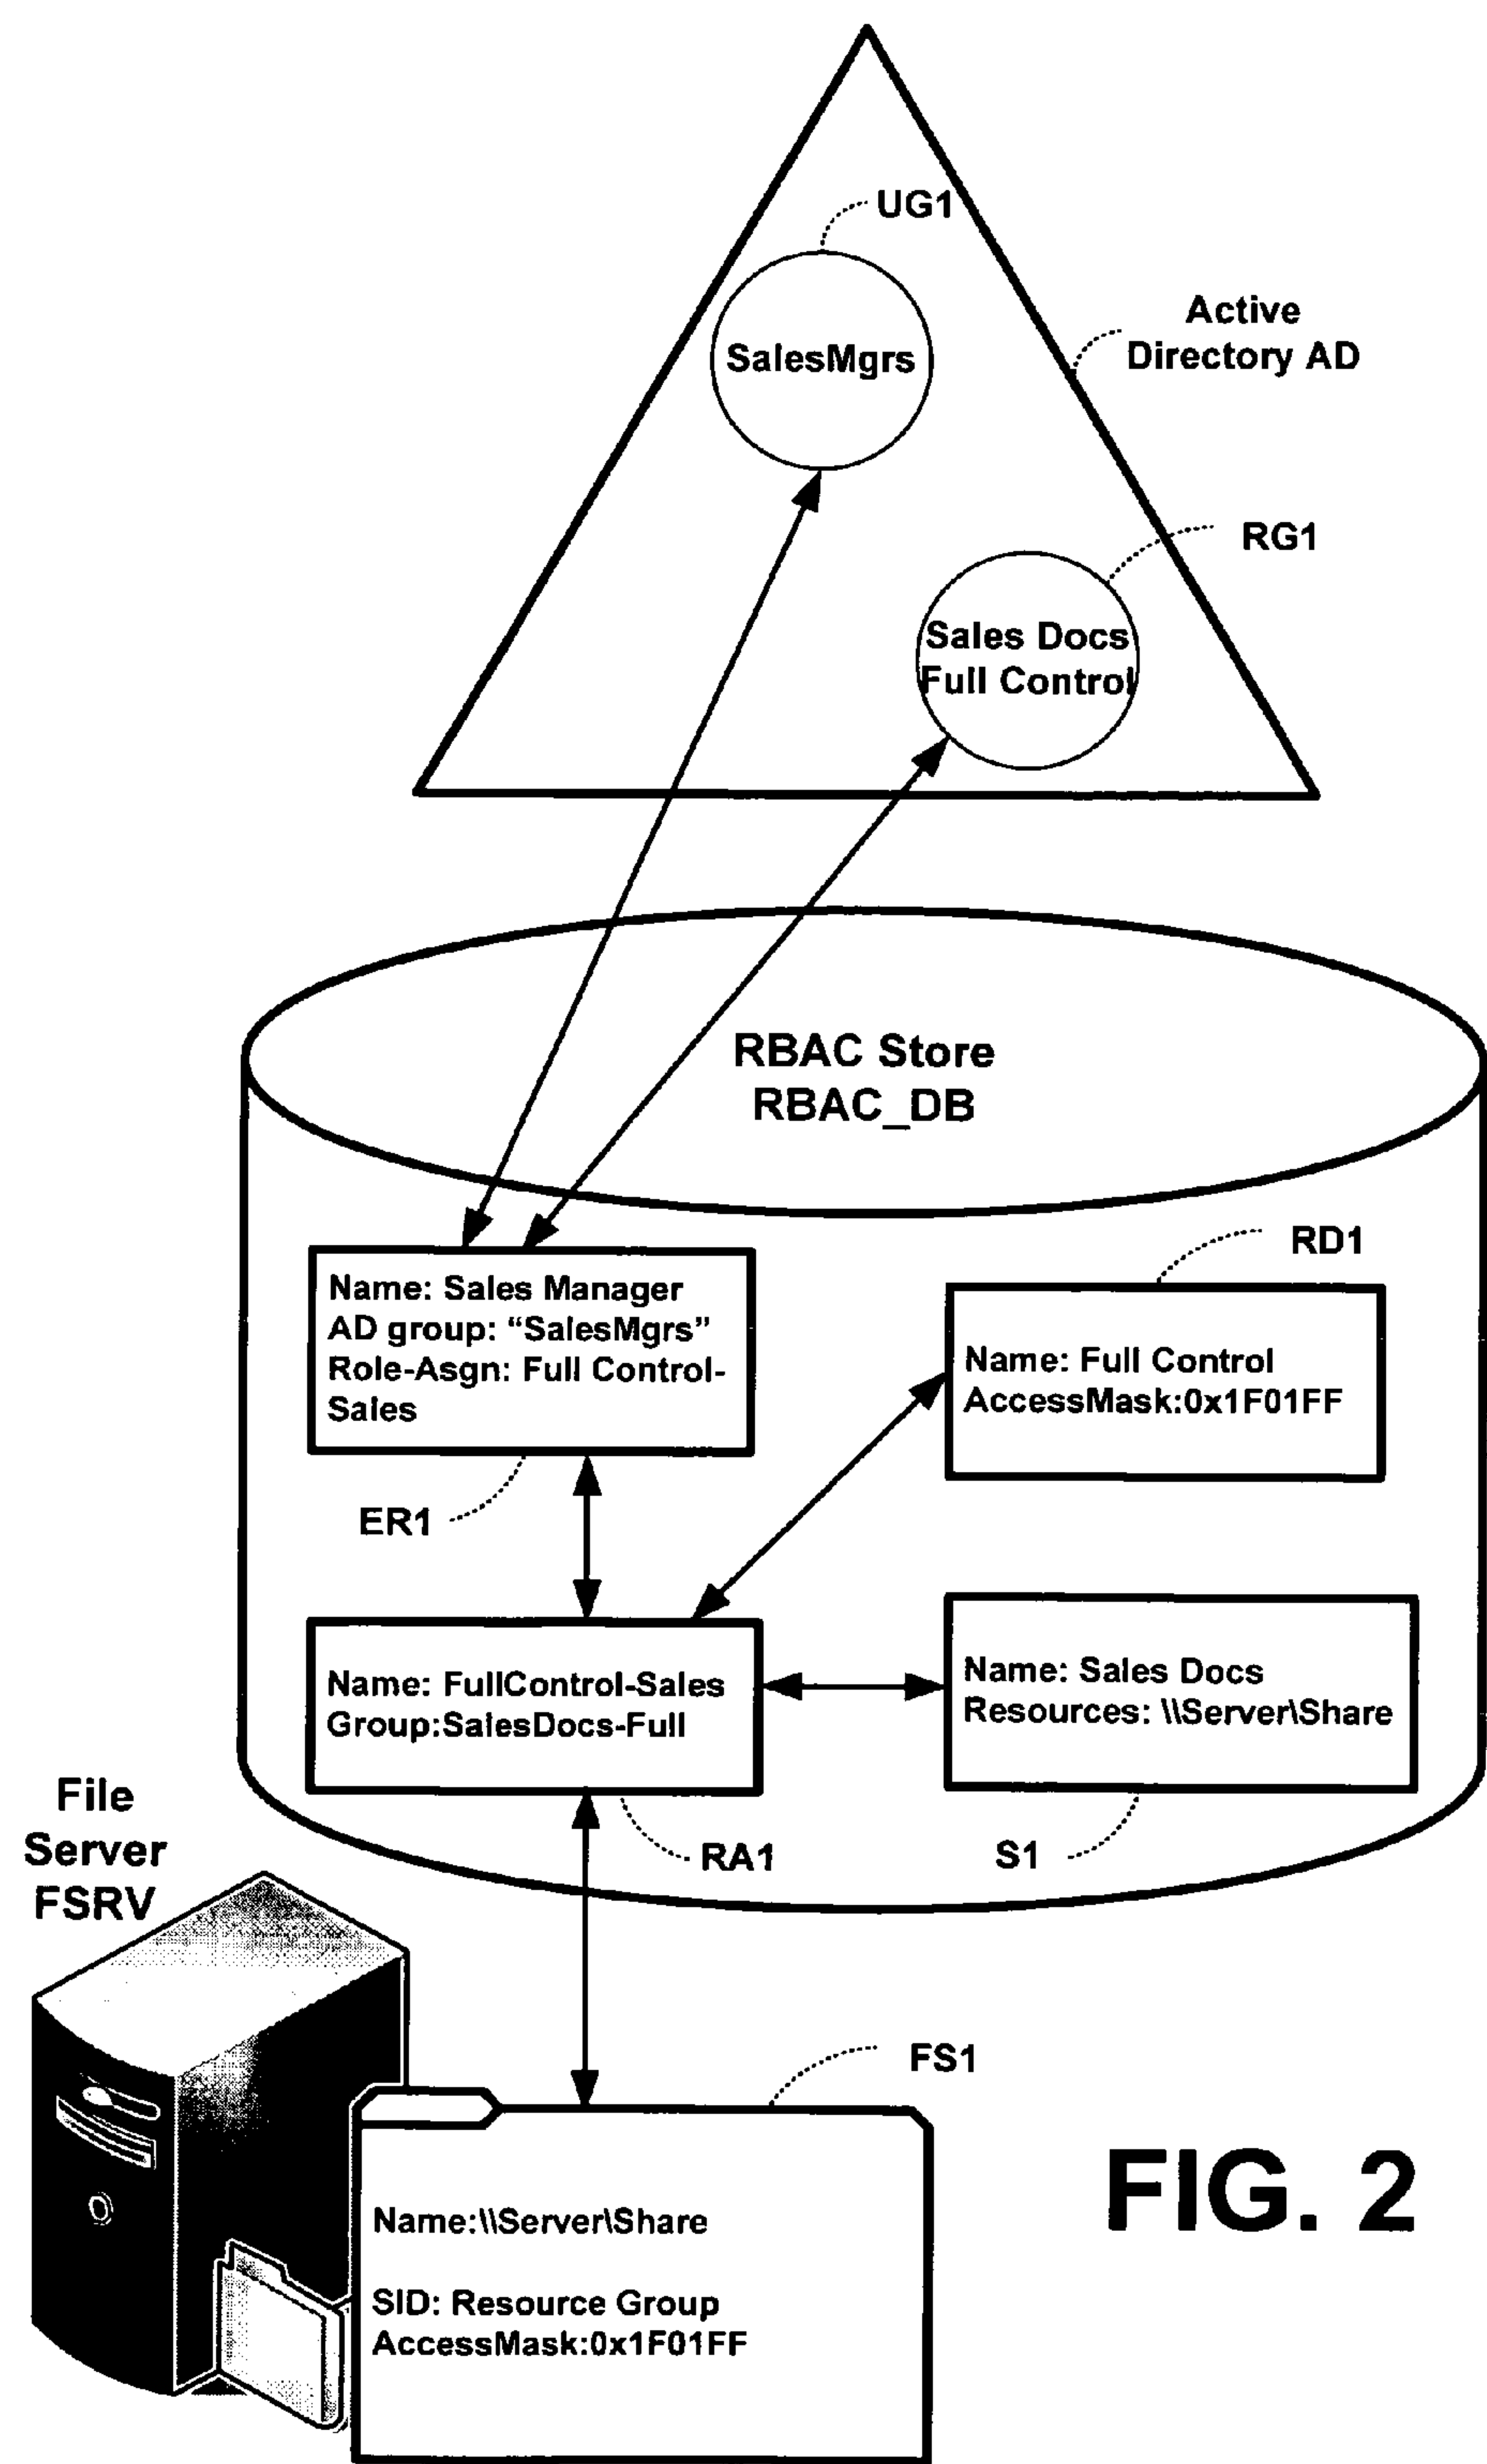 UG1
SalesMgrs
Active
Directory AD
RG1
Sales Docs
Full Control
RBAC Store
RBAC_DB
RD1
Name: Sales Manager
AD group: “SalesMgrs”
Role-Asgn: Full Control-
Sales
Name: Full Control
AccessMask:0x1F01FF
ER1
Name: FullControl-Sales
Group:SalesDocs-Full
Name: Sales Docs
Resources: \\Server\Share
File
Server
FSRV
RA1
S1
FS1
Name:\\Server\Share
SID: Resource Group
AccessMask:0x1F01FF
FIG. 2